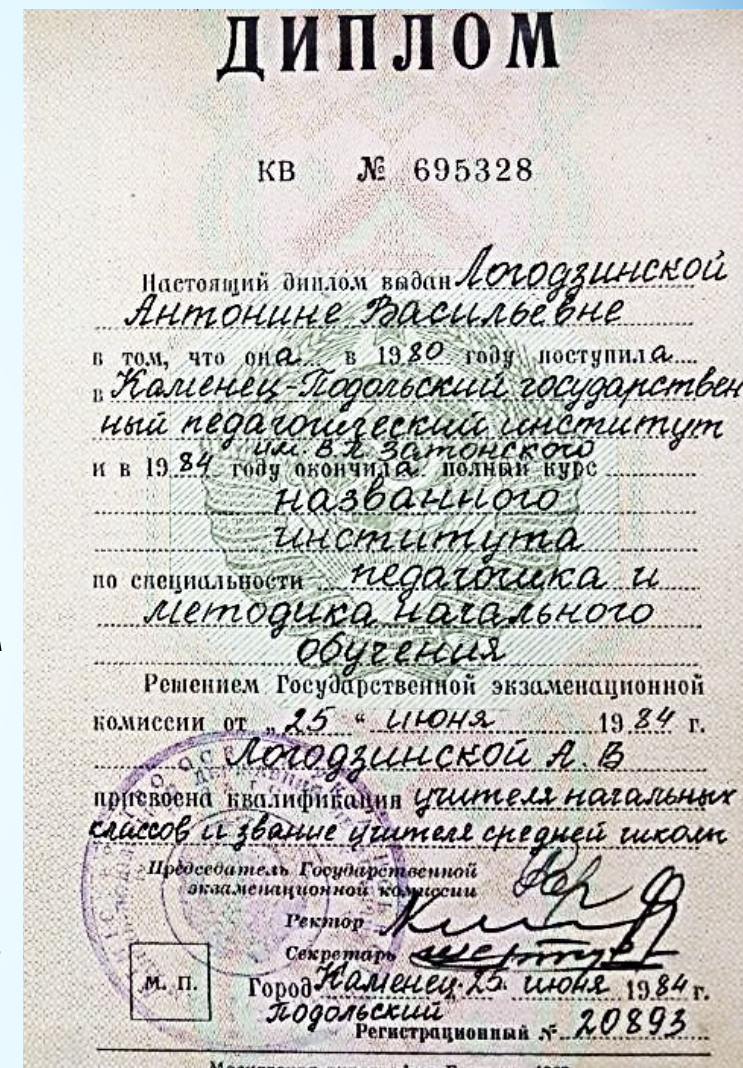 ДИПЛОМ
КВ № 695328
Настоящий диплом выдан Логодзинской
Антонине Васильевне
в том, что она в 1980 году поступила
в Каменец-Подольский государствен
ный педагогический институт
им. В.П. Затонского
и в 1984 году окончила полный курс
названного
института
по специальности педагогика и
методика начального
обучения
Решением Государственной экзаменационной
комиссии от „25“ июня 1984 г.
Логодзинской А.В
присвоена квалификация учителя начальных
классов и звание учителя средней школы
Председатель Государственной
экзаменационной комиссии
Ректор
Секретарь
М. П.
Город Каменец- 25 июня 1984 г.
Подольский
Регистрационный № 20893